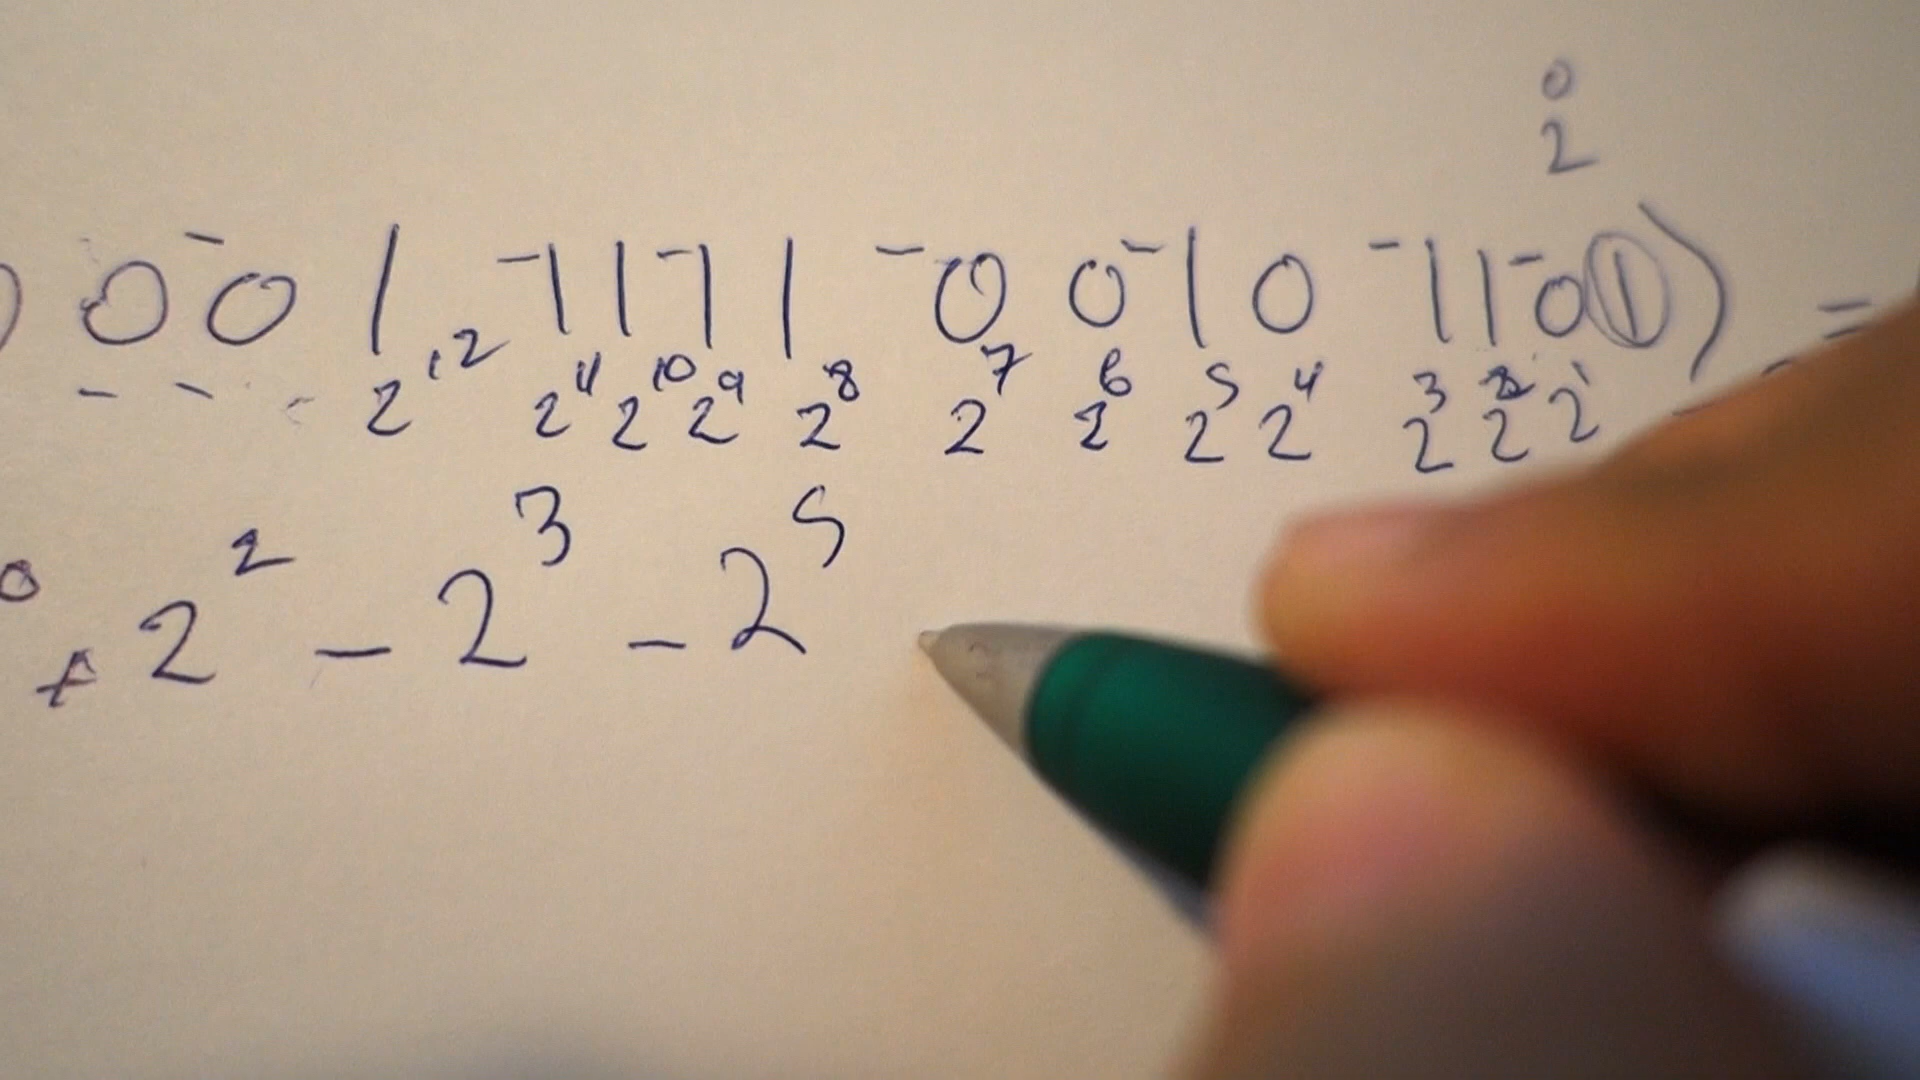 2⁰
) 0 ⁻0 1 ⁻1 1 ⁻1 1 ⁻0 0 ⁻1 0 ⁻1 1 ⁻0 1 ) =
2¹² 2¹¹ 2¹⁰ 2⁹ 2⁸ 2⁷ 2⁶ 2⁵ 2⁴ 2³ 2² 2¹
⁰ + 2² - 2³ - 2⁵